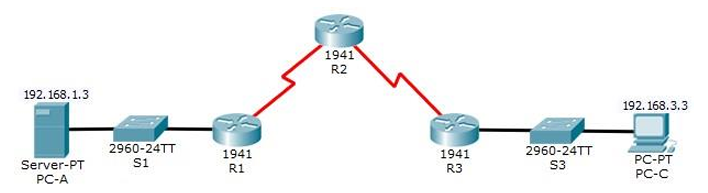 1941
R2
192.168.1.3
192.168.3.3
Server-PT
PC-A
2960-24TT
S1
1941
R1
1941
R3
2960-24TT
S3
PC-PT
PC-C